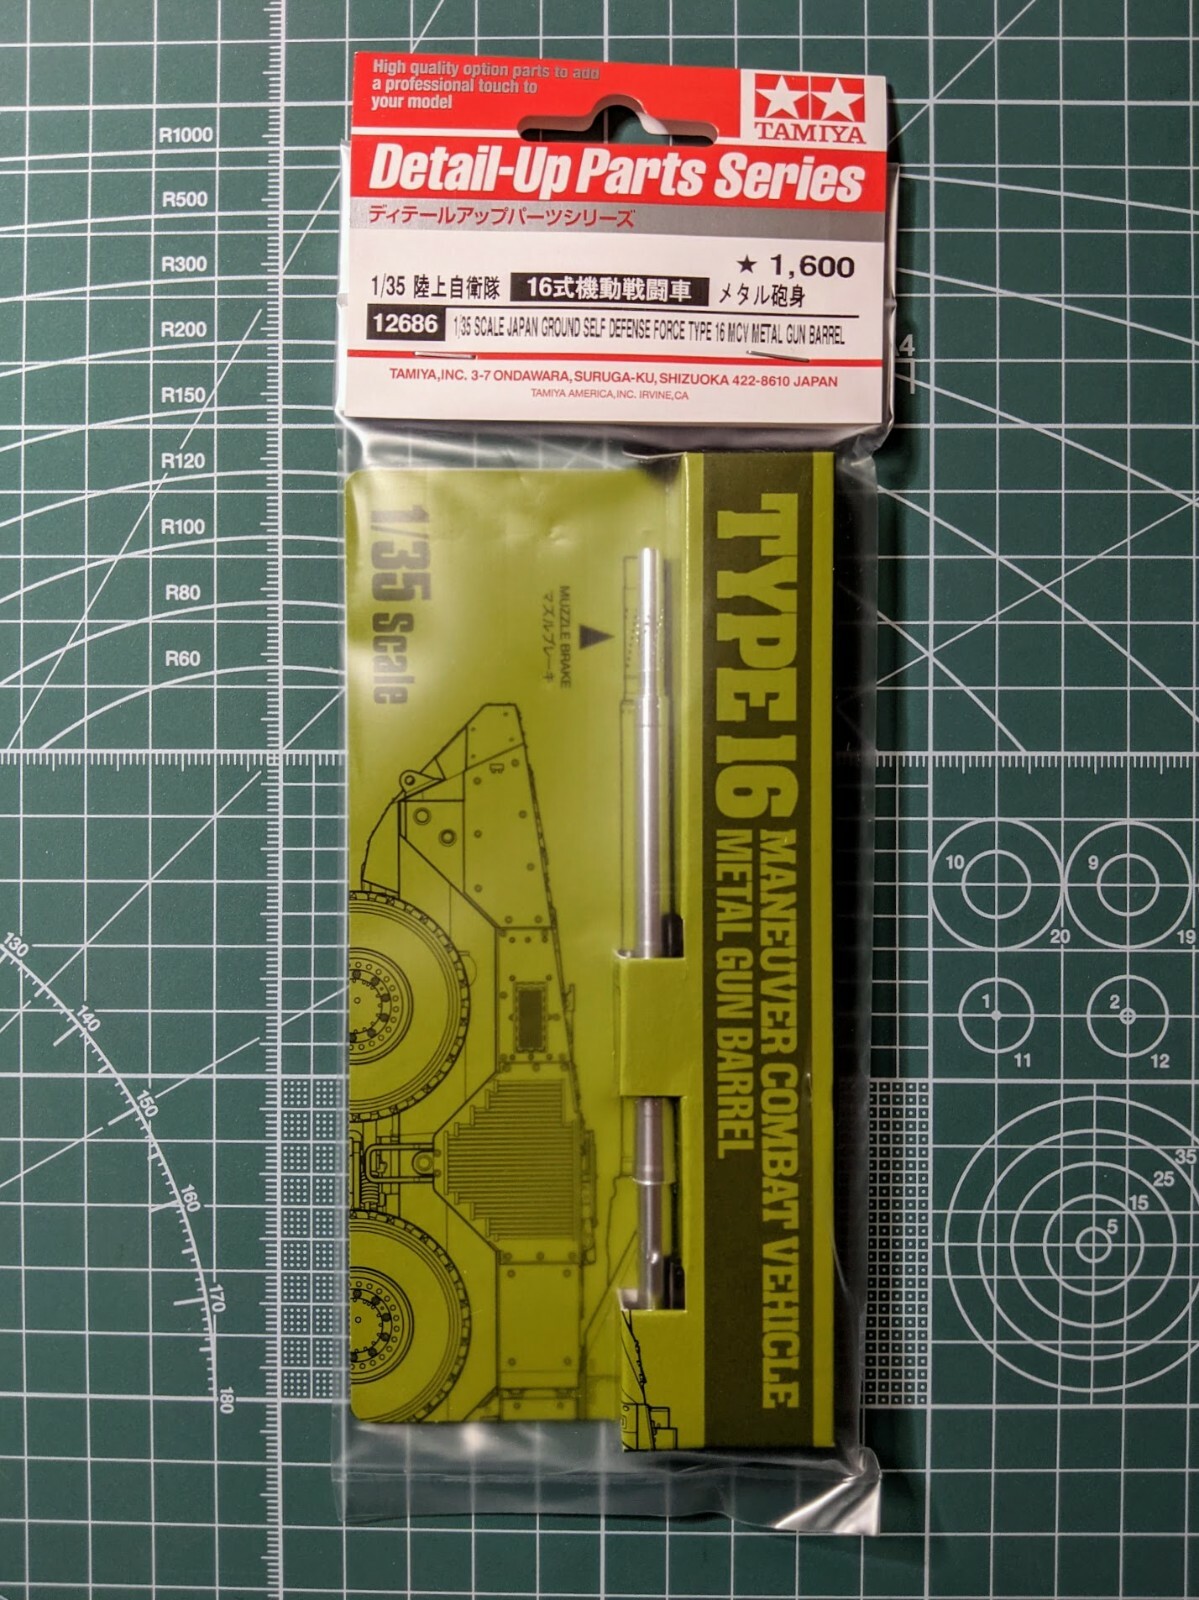 High quality option parts to add
a professional touch to
your model
TAMIYA
Detail-Up Parts Series
ディテールアップパーツシリーズ
★ 1,600
1/35 陸上自衛隊 16式機動戦闘車 メタル砲身
12686 1/35 SCALE JAPAN GROUND SELF DEFENSE FORCE TYPE 16 MCV METAL GUN BARREL
TAMIYA,INC. 3-7 ONDAWARA, SURUGA-KU, SHIZUOKA 422-8610 JAPAN
TAMIYA AMERICA, INC. IRVINE, CA
TYPE 16 MANEUVER COMBAT VEHICLE
METAL GUN BARREL
MUZZLE BRAKE
マズルブレーキ
1/35 Scale
R1000
R500
R300
R200
R150
R120
R100
R80
R60
A4
130
140
150
160
170
180
10
9
20
19
1
2
11
12
35
25
15
5